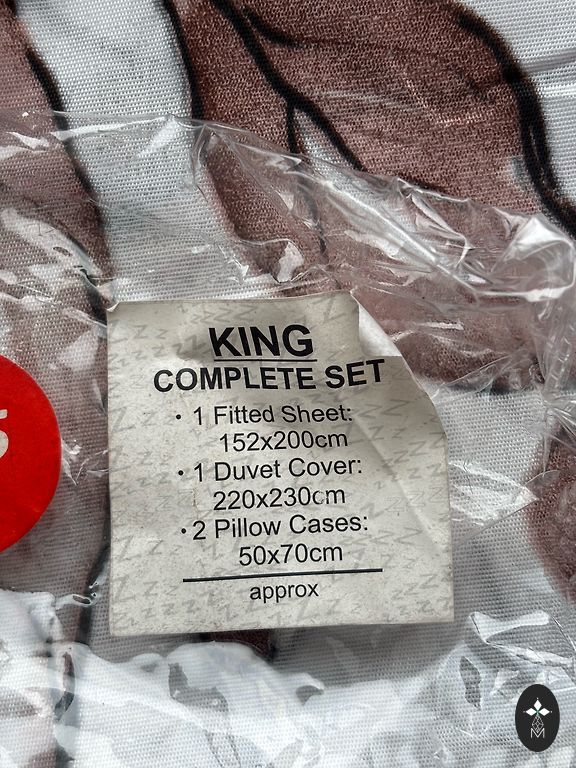 KING
COMPLETE SET
• 1 Fitted Sheet:
152x200cm
• 1 Duvet Cover:
220x230cm
• 2 Pillow Cases:
50x70cm
approx